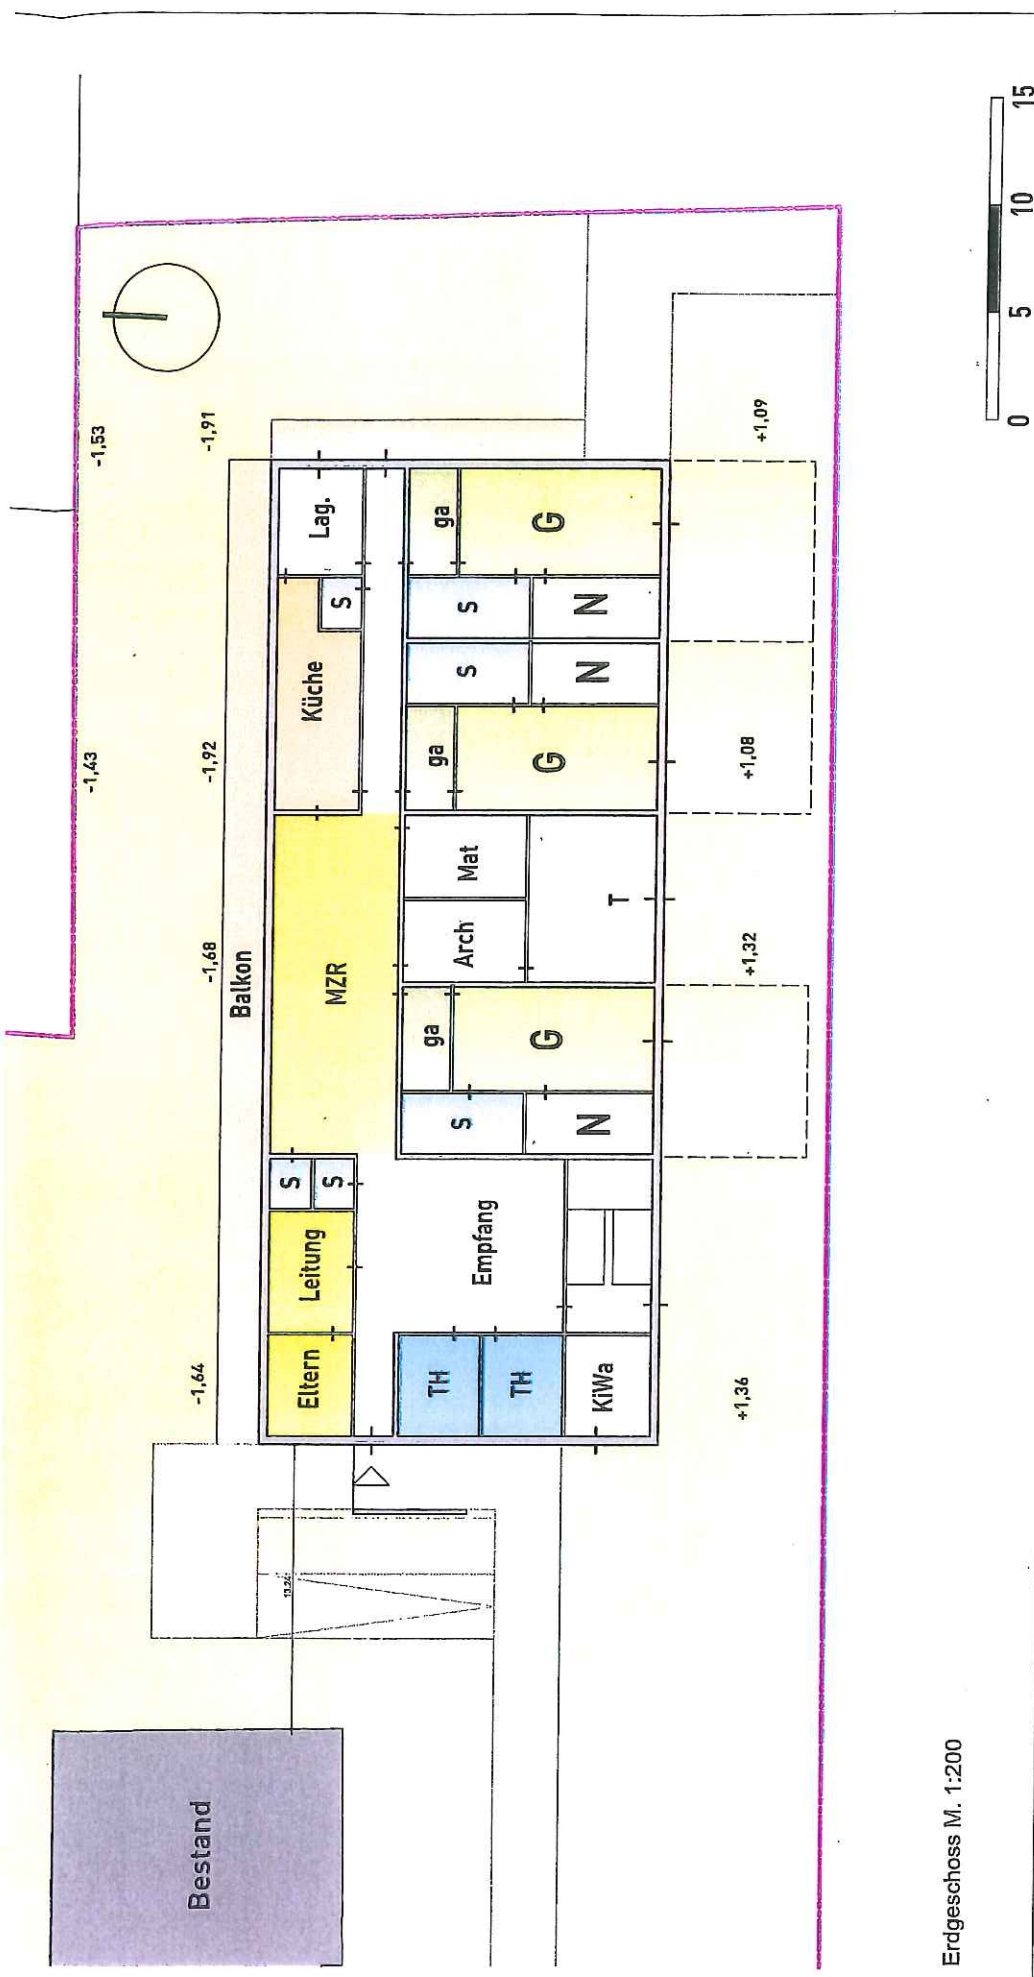 -1,53
-1,43
-1,91
-1,92
-1,68
-1,64
Balkon
Bestand
13,24
Eltern
Leitung
S
S
MZR
Küche
S
Lag.
TH
TH
KiWa
Empfang
S
N
ga
G
Arch
Mat
T
ga
G
S
N
S
N
ga
G
+1,36
+1,32
+1,08
+1,09
Erdgeschoss M. 1:200
0 5 10 15